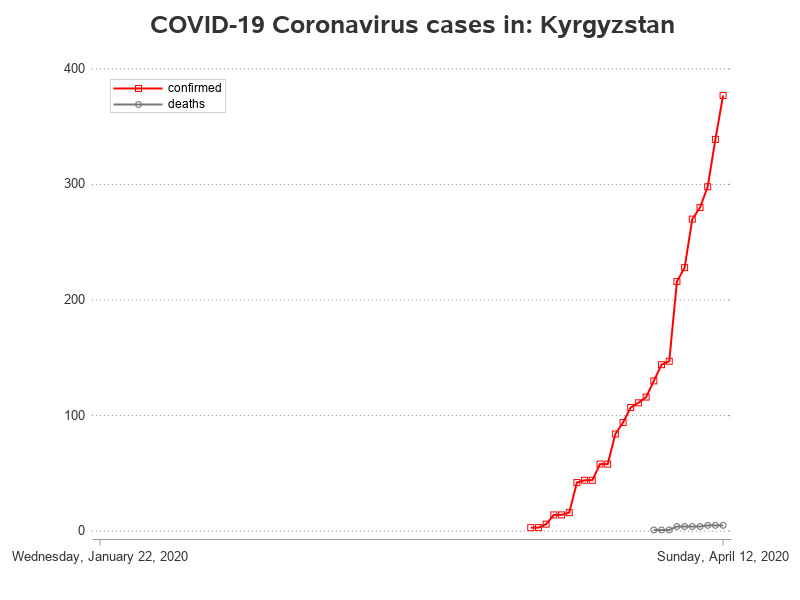 COVID-19 Coronavirus cases in: Kyrgyzstan
400
confirmed
deaths
300
200
100
0
Wednesday, January 22, 2020
Sunday, April 12, 2020